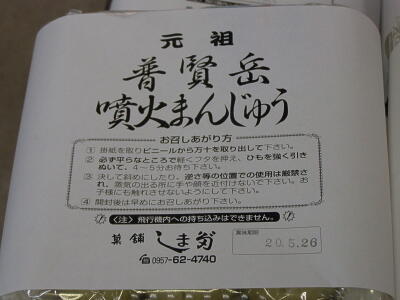 元祖
普賢岳
噴火まんじゅう
お召しあがり方
① 掛紙を取りビニールから万十を取り出して下さい。
② 必ず平らなところで軽くフタを押え、ひもを強く引き
ぬいて、4〜5分お待ち下さい。
③ 決して斜めにしたり、逆さ等の位置での使用は厳禁さ
れ、蒸気の出る所に手や顔を近付けないで下さい。お
子様にも触れさせないようにして下さい。
④ 開封後は早めにお召しあがり下さい。
〈注〉飛行機内への持ち込みはできません。
菓舗 しま
☎0957-62-4740
賞味期限
20.5.26